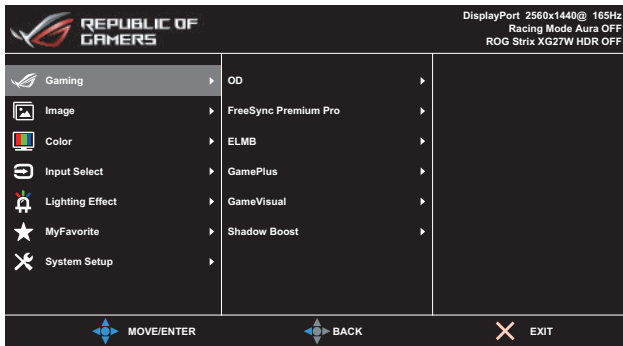 REPUBLIC OF
GAMERS
DisplayPort 2560x1440@ 165Hz
Racing Mode Aura OFF
ROG Strix XG27W HDR OFF
Gaming
Image
Color
Input Select
Lighting Effect
MyFavorite
System Setup
OD
FreeSync Premium Pro
ELMB
GamePlus
GameVisual
Shadow Boost
MOVE/ENTER
BACK
EXIT